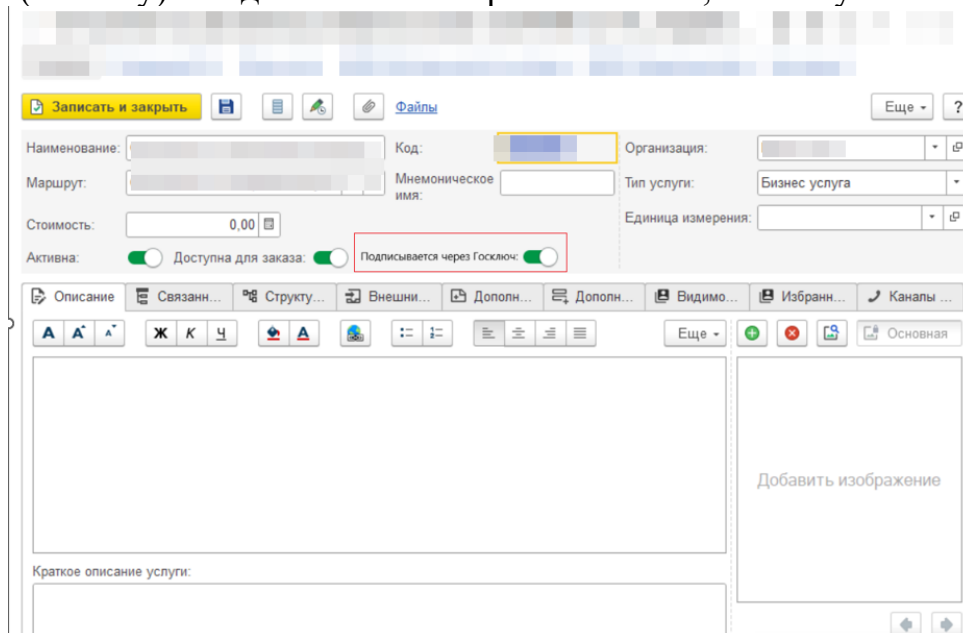 Записать и закрыть Файлы Еще ?
Наименование: Код: Организация:
Маршрут: Мнемоническое имя: Тип услуги: Бизнес услуга
Стоимость: 0,00 Единица измерения:
Активна: Доступна для заказа: Подписывается через Госключ:
Описание Связанн... Структу... Внешни... Дополн... Дополн... Видимо... Избранн... Каналы ...
А А А Ж К Ч А Еще Основная
Добавить изображение
Краткое описание услуги: